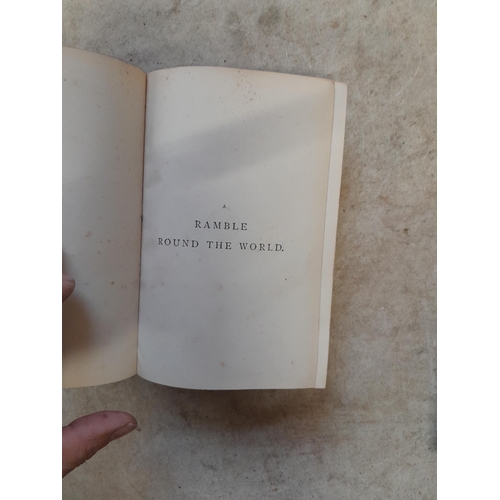 A
RAMBLE
ROUND THE WORLD.